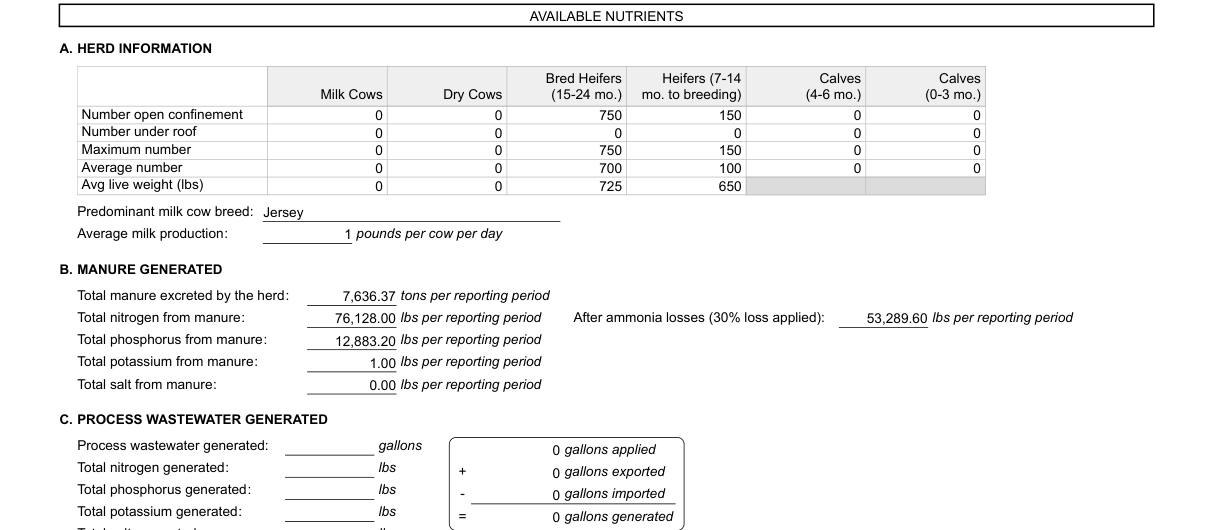 AVAILABLE NUTRIENTS
A. HERD INFORMATION
Milk Cows Dry Cows Bred Heifers (15-24 mo.) Heifers (7-14 mo. to breeding) Calves (4-6 mo.) Calves (0-3 mo.)
Number open confinement 0 0 750 150 0 0
Number under roof 0 0 0 0 0 0
Maximum number 0 0 750 150 0 0
Average number 0 0 700 100 0 0
Avg live weight (lbs) 0 0 725 650
Predominant milk cow breed: Jersey
Average milk production: 1 pounds per cow per day
B. MANURE GENERATED
Total manure excreted by the herd: 7,636.37 tons per reporting period
Total nitrogen from manure: 76,128.00 lbs per reporting period After ammonia losses (30% loss applied): 53,289.60 lbs per reporting period
Total phosphorus from manure: 12,883.20 lbs per reporting period
Total potassium from manure: 1.00 lbs per reporting period
Total salt from manure: 0.00 lbs per reporting period
C. PROCESS WASTEWATER GENERATED
Process wastewater generated: gallons 0 gallons applied
Total nitrogen generated: lbs + 0 gallons exported
Total phosphorus generated: lbs - 0 gallons imported
Total potassium generated: lbs = 0 gallons generated